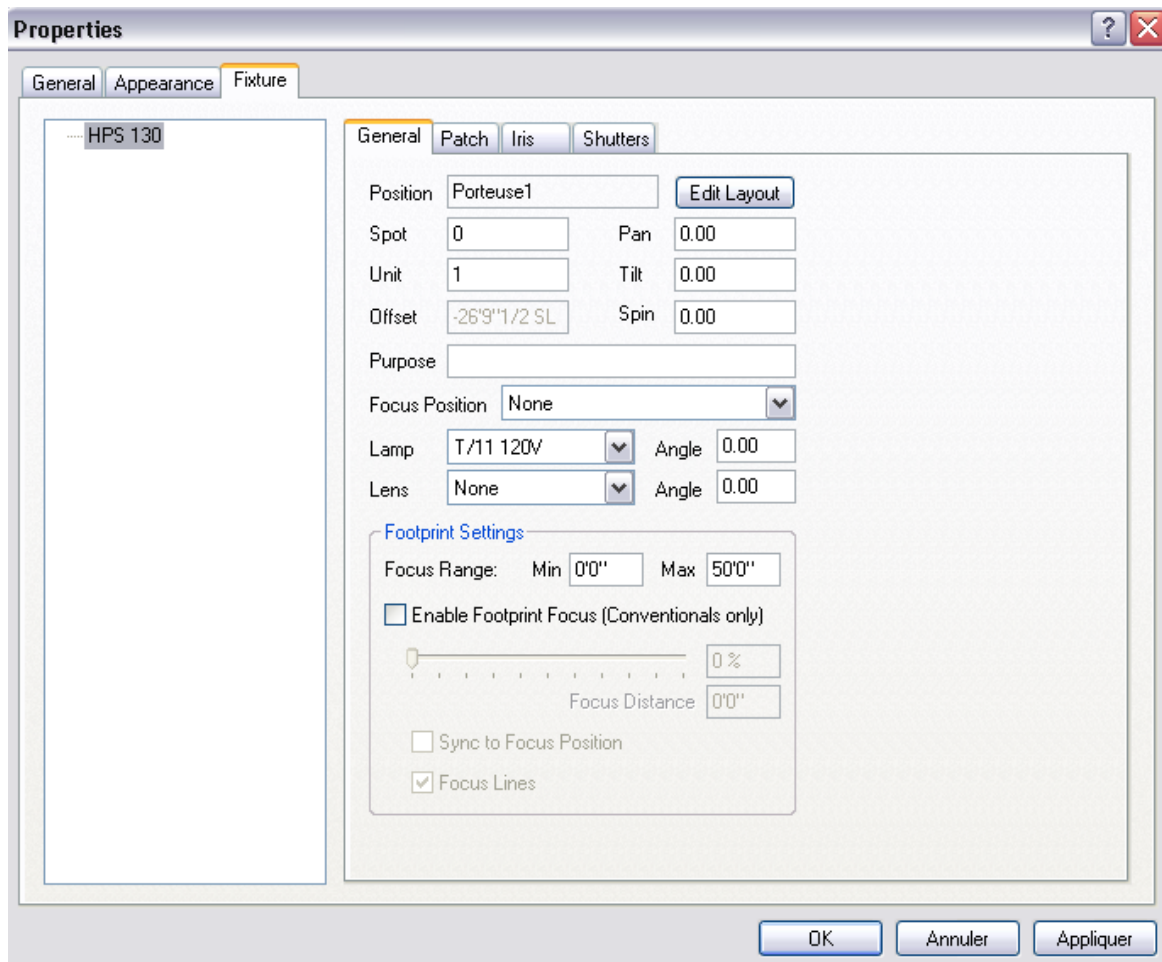 Properties
?
General Appearance Fixture
HPS 130
General Patch Iris Shutters
Position Porteuse1 Edit Layout
Spot 0 Pan 0.00
Unit 1 Tilt 0.00
Offset -26'9"1/2 SL Spin 0.00
Purpose
Focus Position None
Lamp T/11 120V Angle 0.00
Lens None Angle 0.00
Footprint Settings
Focus Range: Min 0'0" Max 50'0"
Enable Footprint Focus (Conventionals only)
0 %
Focus Distance 0'0"
Sync to Focus Position
Focus Lines
OK Annuler Appliquer